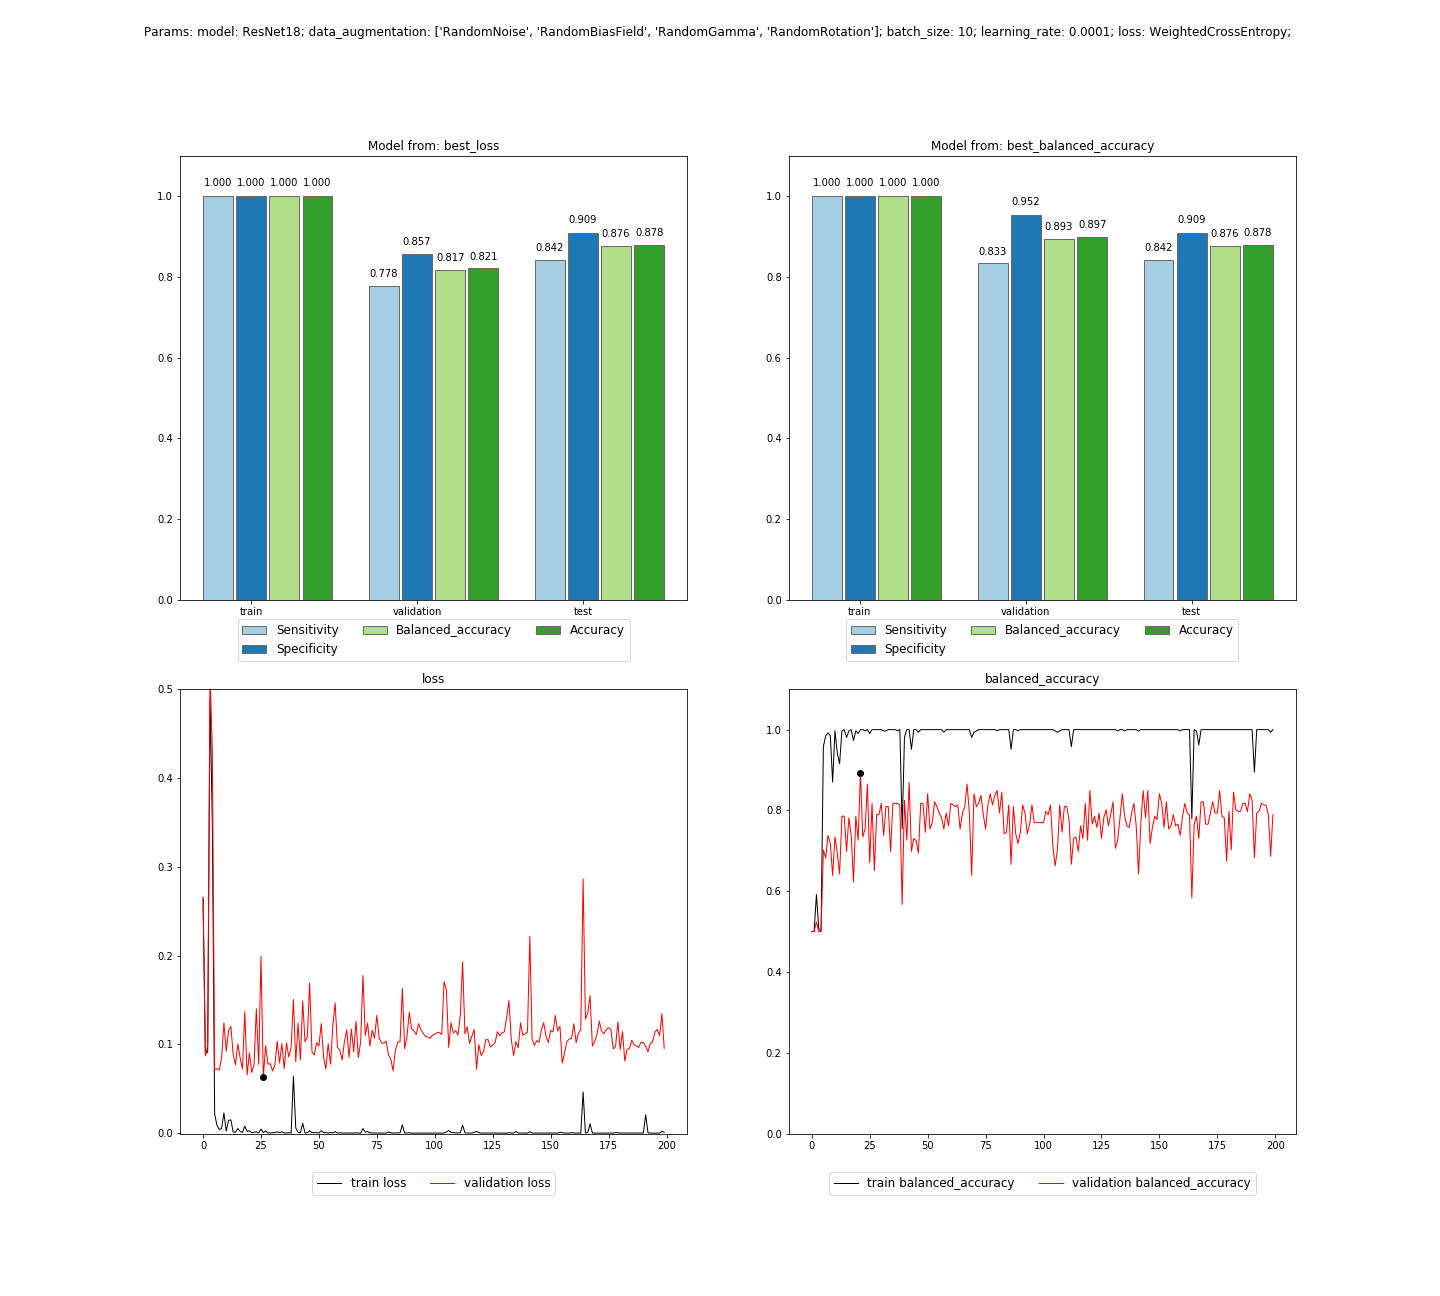 Params: model: ResNet18; data_augmentation: ['RandomNoise', 'RandomBiasField', 'RandomGamma', 'RandomRotation']; batch_size: 10; learning_rate: 0.0001; loss: WeightedCrossEntropy;
Model from: best_loss
1.000 1.000 1.000 1.000
0.778 0.857 0.817 0.821
0.842 0.909 0.876 0.878
1.0
0.8
0.6
0.4
0.2
0.0
train validation test
Sensitivity Balanced_accuracy Accuracy
Specificity
Model from: best_balanced_accuracy
1.000 1.000 1.000 1.000
0.833 0.952 0.893 0.897
0.842 0.909 0.876 0.878
1.0
0.8
0.6
0.4
0.2
0.0
train validation test
Sensitivity Balanced_accuracy Accuracy
Specificity
loss
0.5
0.4
0.3
0.2
0.1
0.0
0 25 50 75 100 125 150 175 200
train loss validation loss
balanced_accuracy
1.0
0.8
0.6
0.4
0.2
0.0
0 25 50 75 100 125 150 175 200
train balanced_accuracy validation balanced_accuracy